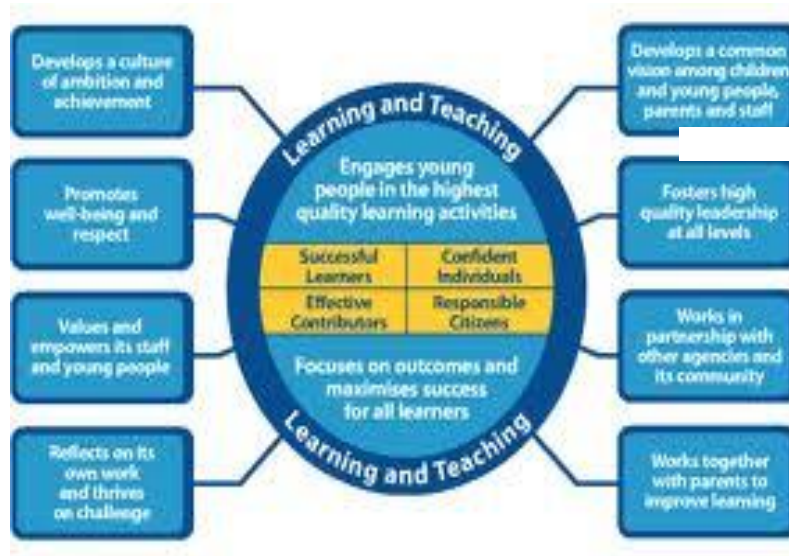 Develops a culture
of ambition and
achievement
Promotes
well-being and
respect
Values and
empowers its staff
and young people
Reflects on its
own work
and thrives
on challenge
Learning and Teaching
Engages young
people in the highest
quality learning activities
Successful
Learners
Confident
Individuals
Effective
Contributors
Responsible
Citizens
Focuses on outcomes and
maximises success
for all learners
Learning and Teaching
Develops a common
vision among children
and young people,
parents and staff
Fosters high
quality leadership
at all levels
Works in
partnership with
other agencies and
its community
Works together
with parents to
improve learning